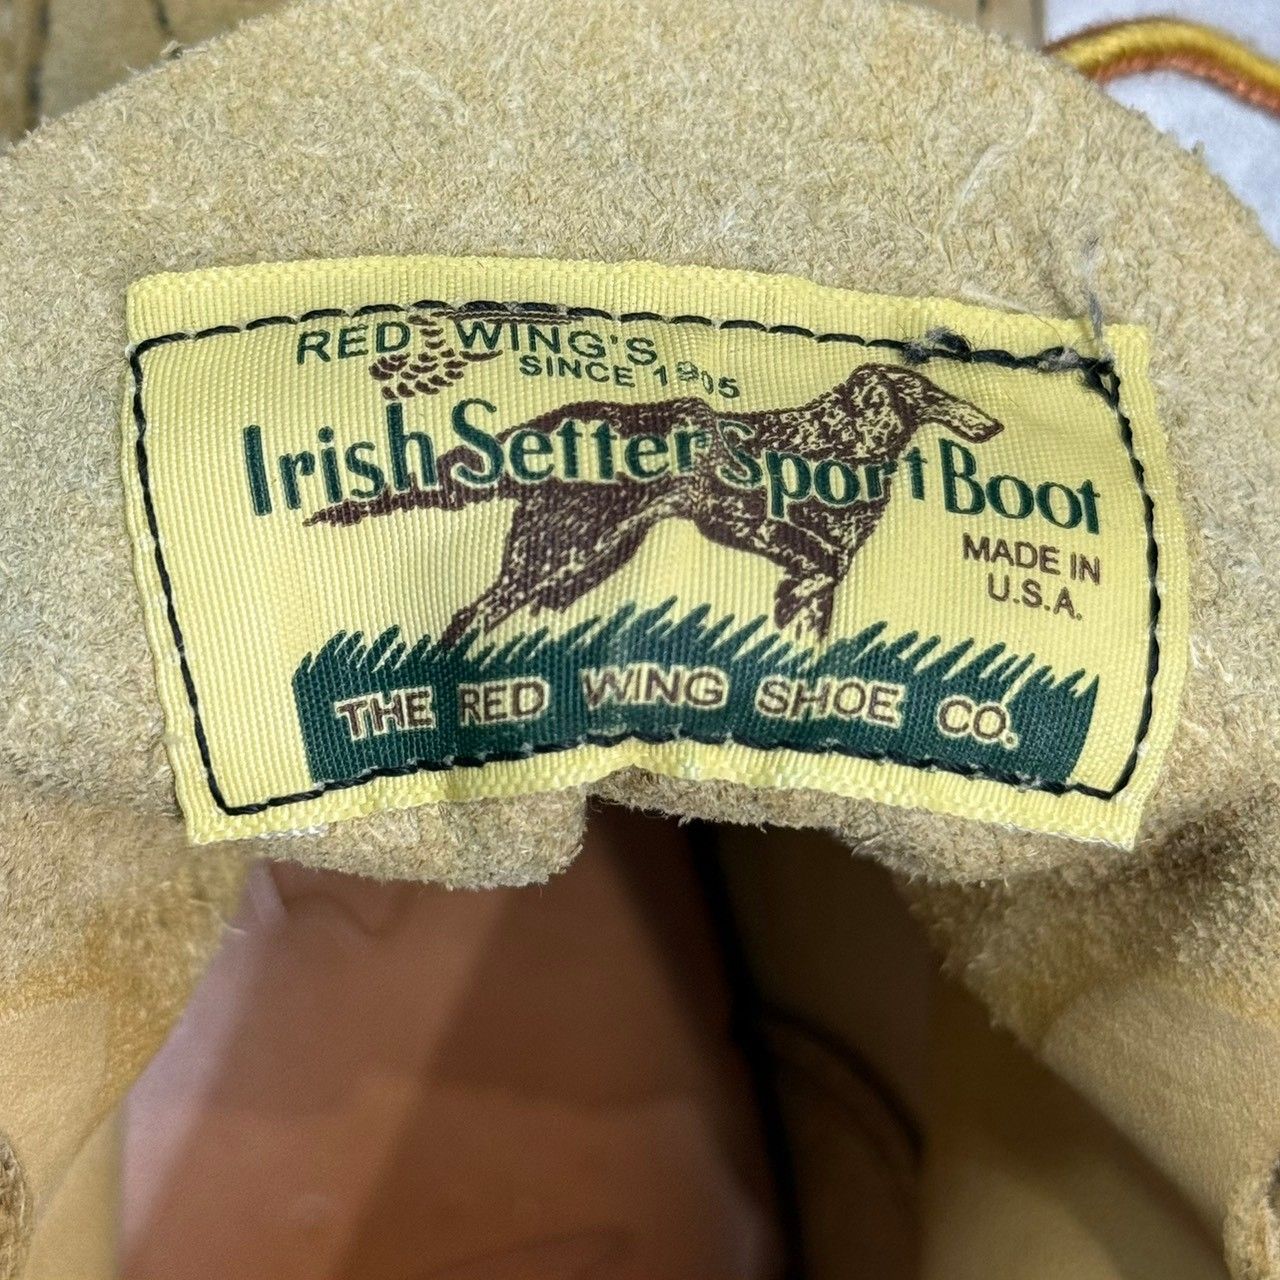 RED WING'S
SINCE 1905
Irish Setter Sport Boot
MADE IN
U.S.A.
THE RED WING SHOE CO.